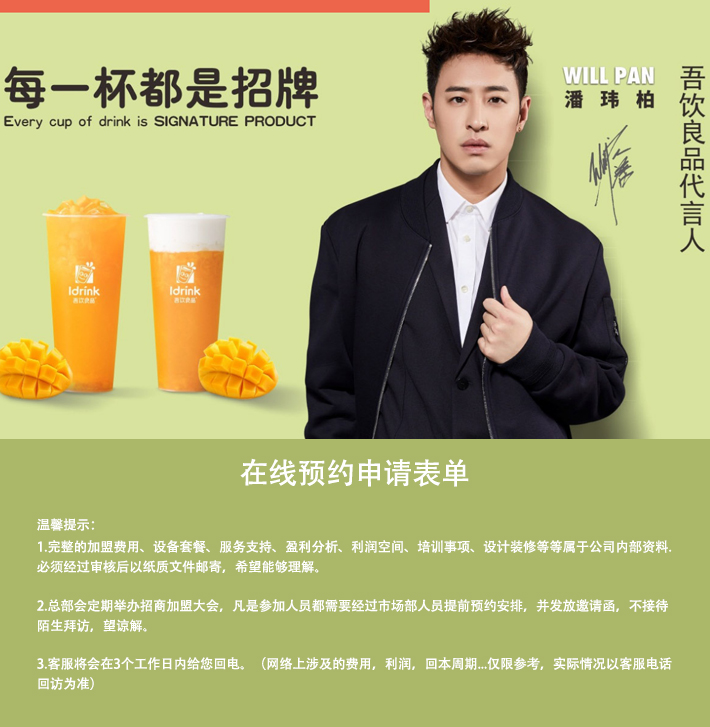 每一杯都是招牌
Every cup of drink is SIGNATURE PRODUCT
WILL PAN
潘玮柏
吾饮良品代言人
Idrink
吾饮良品
Idrink
吾饮良品
在线预约申请表单
温馨提示：
1.完整的加盟费用、设备套餐、服务支持、盈利分析、利润空间、培训事项、设计装修等等属于公司内部资料.
必须经过审核后以纸质文件邮寄，希望能够理解。
2.总部会定期举办招商加盟大会，凡是参加人员都需要经过市场部人员提前预约安排，并发放邀请函，不接待
陌生拜访，望谅解。
3.客服将会在3个工作日内给您回电。（网络上涉及的费用，利润，回本周期...仅限参考，实际情况以客服电话
回访为准）